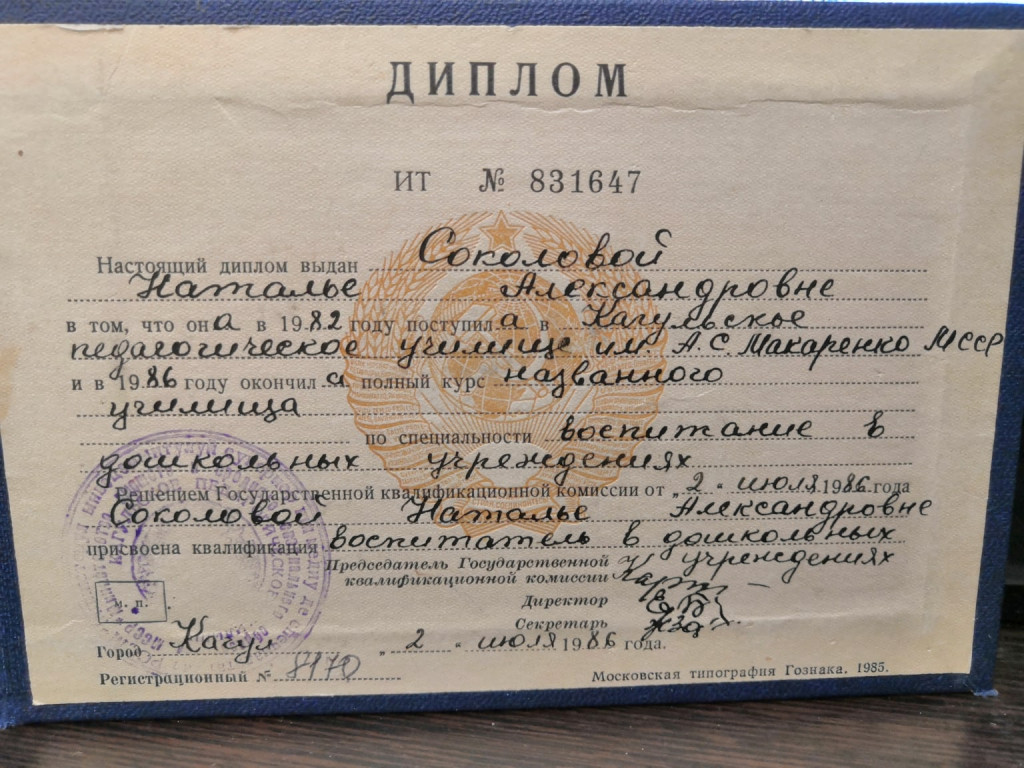 ДИПЛОМ
ИТ № 831647
Настоящий диплом выдан Соколовой
Наталье Александровне
в том, что она в 1982 году поступила в Кагульское
педагогическое училище им. А.С. Макаренко МССР
и в 1986 году окончила полный курс названного
училища
по специальности воспитание в
дошкольных учреждениях
Решением Государственной квалификационной комиссии от „2" июля 1986 года
Соколовой Наталье Александровне
присвоена квалификация воспитатель в дошкольных
учреждениях
Председатель Государственной
квалификационной комиссии
Директор
Секретарь
м. п.
Город Кагул „2" июля 1986 года.
Регистрационный № 8170
Московская типография Гознака. 1985.